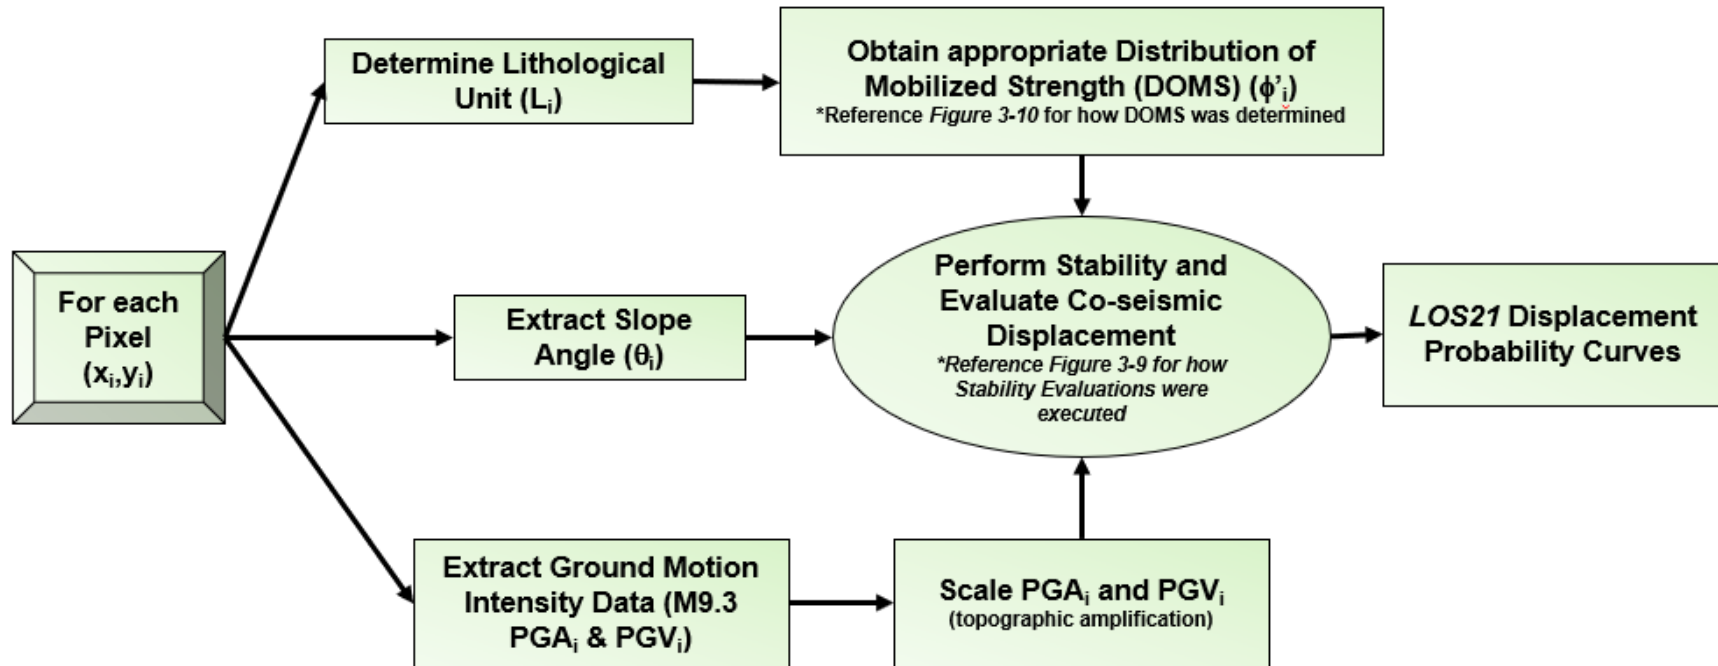 For each
Pixel
(xᵢ,yᵢ)
Determine Lithological
Unit (Lᵢ)
Obtain appropriate Distribution of
Mobilized Strength (DOMS) (ϕ'ᵢ)
*Reference Figure 3-10 for how DOMS was determined
Extract Slope
Angle (θᵢ)
Perform Stability and
Evaluate Co-seismic
Displacement
*Reference Figure 3-9 for how
Stability Evaluations were
executed
LOS21 Displacement
Probability Curves
Extract Ground Motion
Intensity Data (M9.3
PGAᵢ & PGVᵢ)
Scale PGAᵢ and PGVᵢ
(topographic amplification)